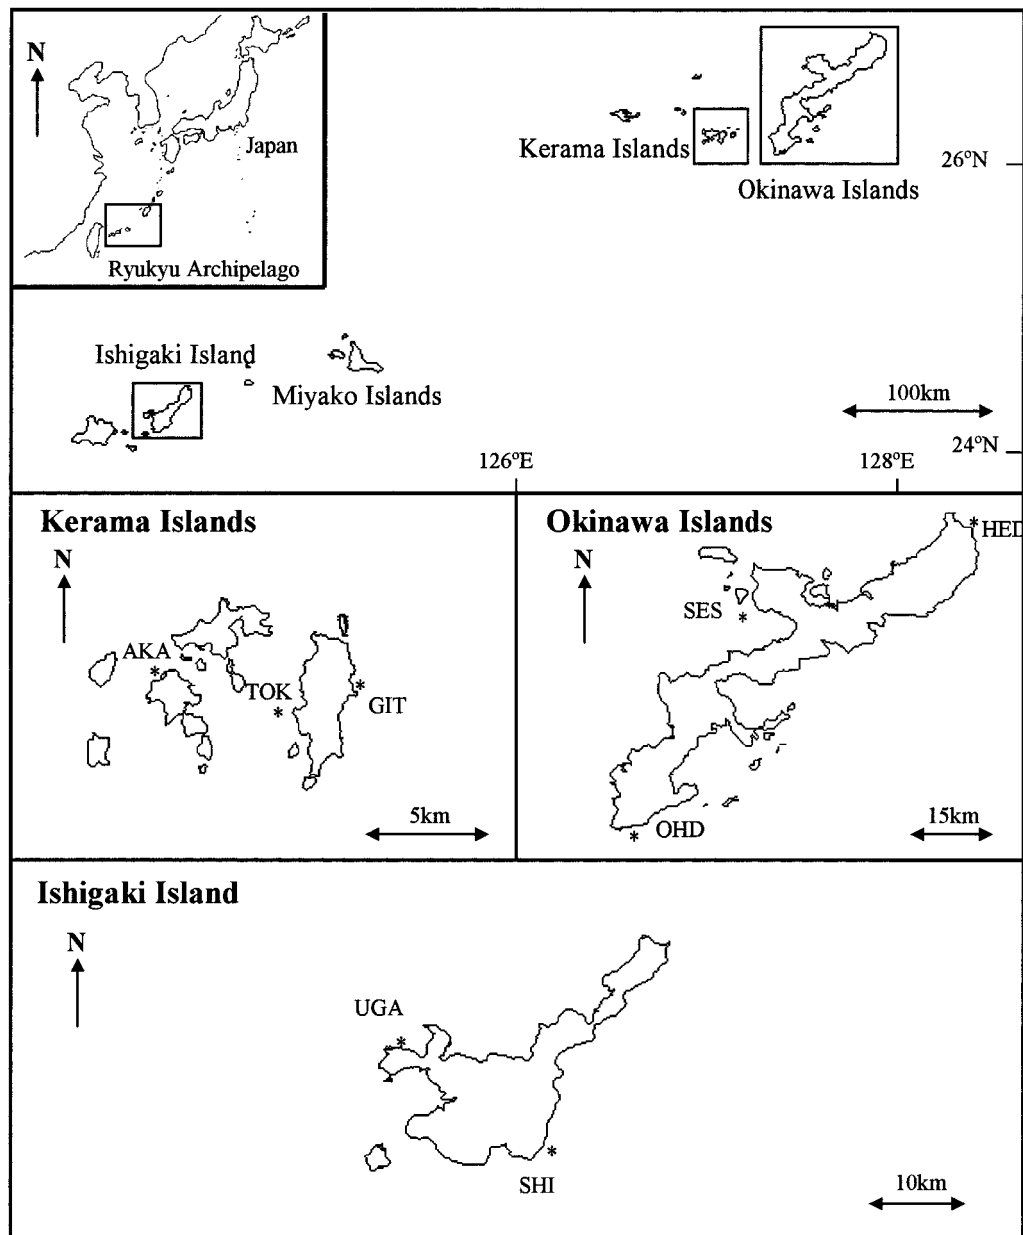 N
Japan
Ryukyu Archipelago
Kerama Islands
Okinawa Islands
26°N
Ishigaki Island
Miyako Islands
100km
24°N
126°E
128°E
Kerama Islands
N
AKA
TOK
GIT
5km
Okinawa Islands
N
HED
SES
OHD
15km
Ishigaki Island
N
UGA
SHI
10km
*
*
*
*
*
*
*
*